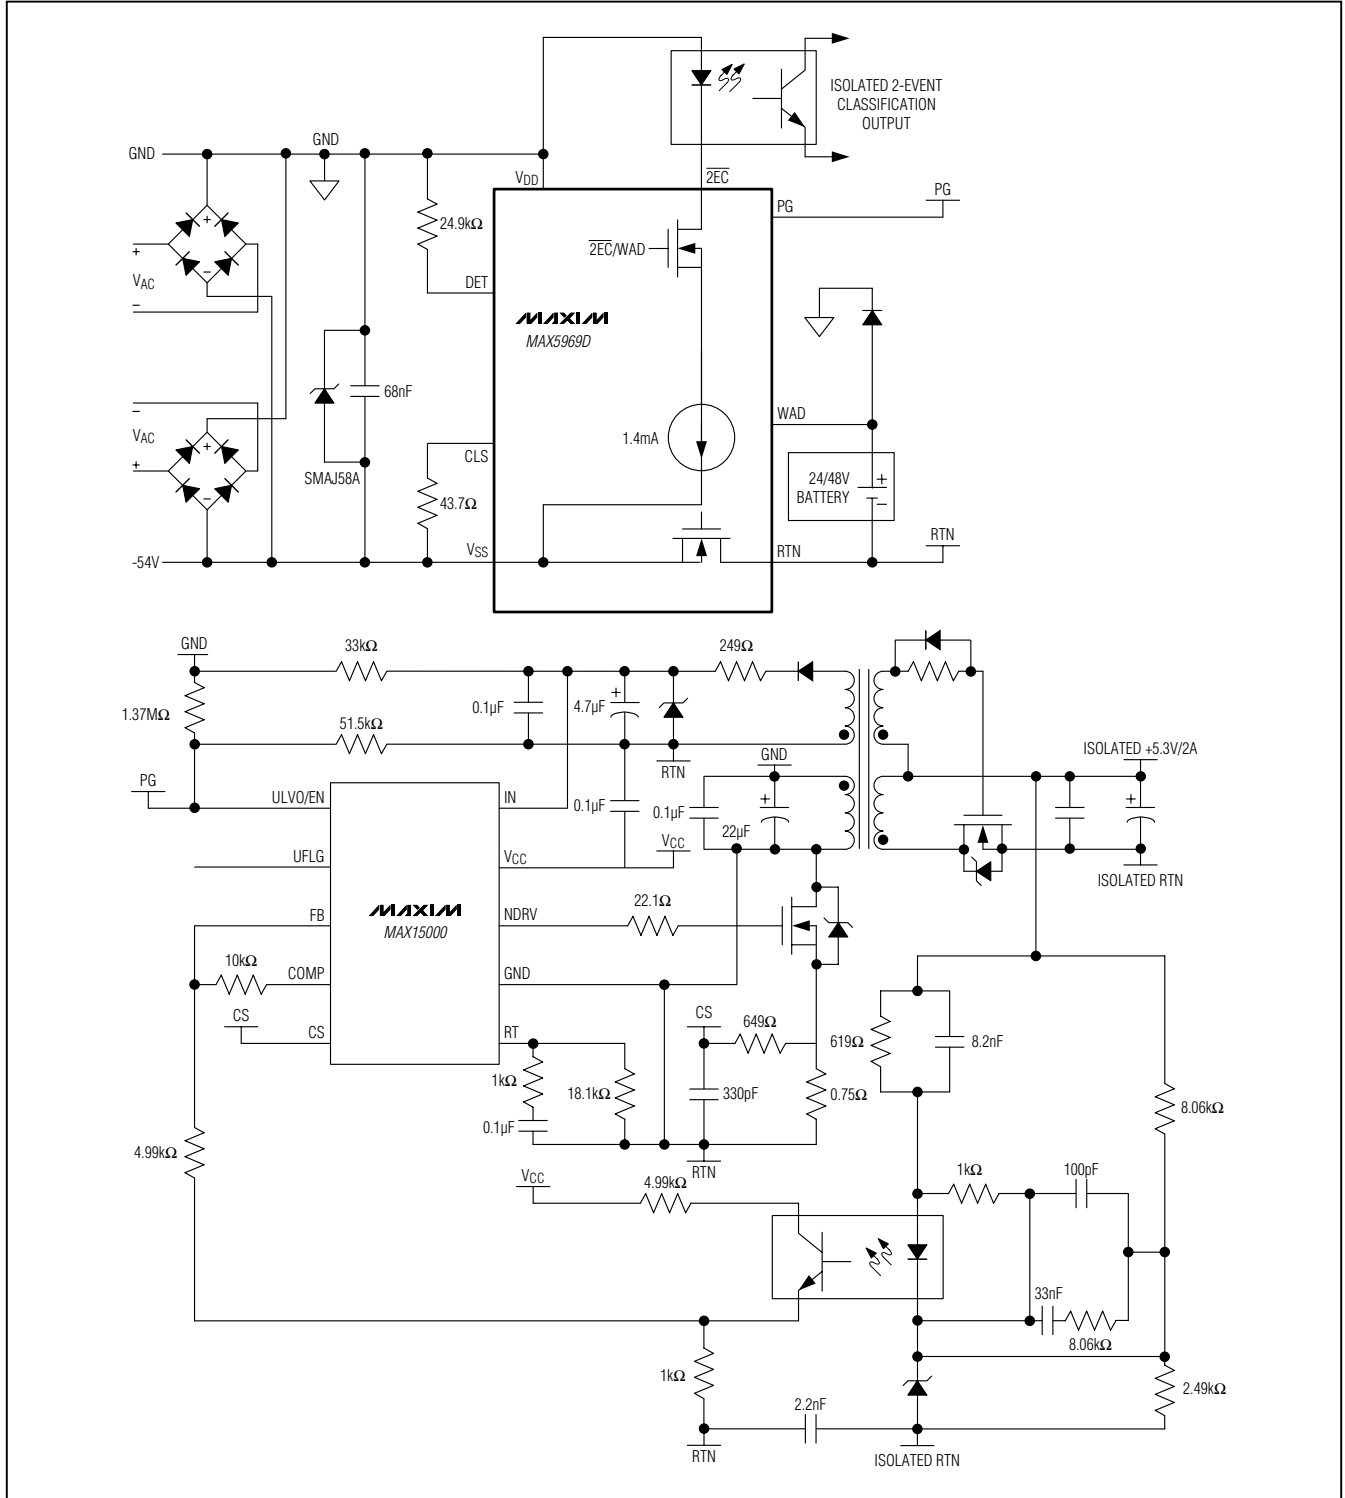 ISOLATED 2-EVENT
CLASSIFICATION
OUTPUT
GND
GND
VDD
2EC
PG
PG
24.9kΩ
2EC/WAD
+
VAC
−
DET
+
−
MAXIM
MAX5969D
68nF
−
VAC
+
+
−
SMAJ58A
CLS
43.7Ω
1.4mA
WAD
24/48V
BATTERY
+
−
-54V
VSS
RTN
RTN
GND
33kΩ
249Ω
1.37MΩ
0.1µF
4.7µF
+
51.5kΩ
RTN
GND
ISOLATED +5.3V/2A
PG
ULVO/EN
IN
0.1µF
0.1µF
+
22µF
+
VCC
UFLG
VCC
ISOLATED RTN
FB
MAXIM
MAX15000
NDRV
22.1Ω
10kΩ
COMP
GND
CS
CS
RT
CS
649Ω
619Ω
8.2nF
1kΩ
18.1kΩ
330pF
0.75Ω
8.06kΩ
0.1µF
4.99kΩ
RTN
VCC
4.99kΩ
1kΩ
100pF
33nF
8.06kΩ
1kΩ
2.49kΩ
2.2nF
RTN
ISOLATED RTN